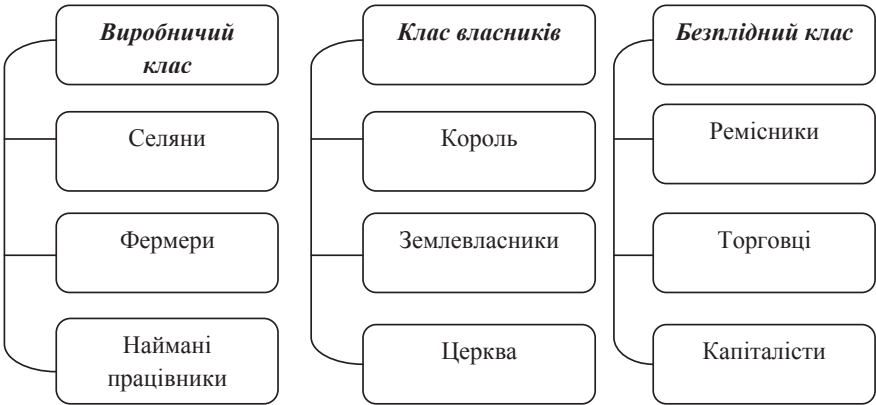 Виробничий
клас
Селяни
Фермери
Наймані
працівники
Клас власників
Король
Землевласники
Церква
Безплідний клас
Ремісники
Торговці
Капіталісти